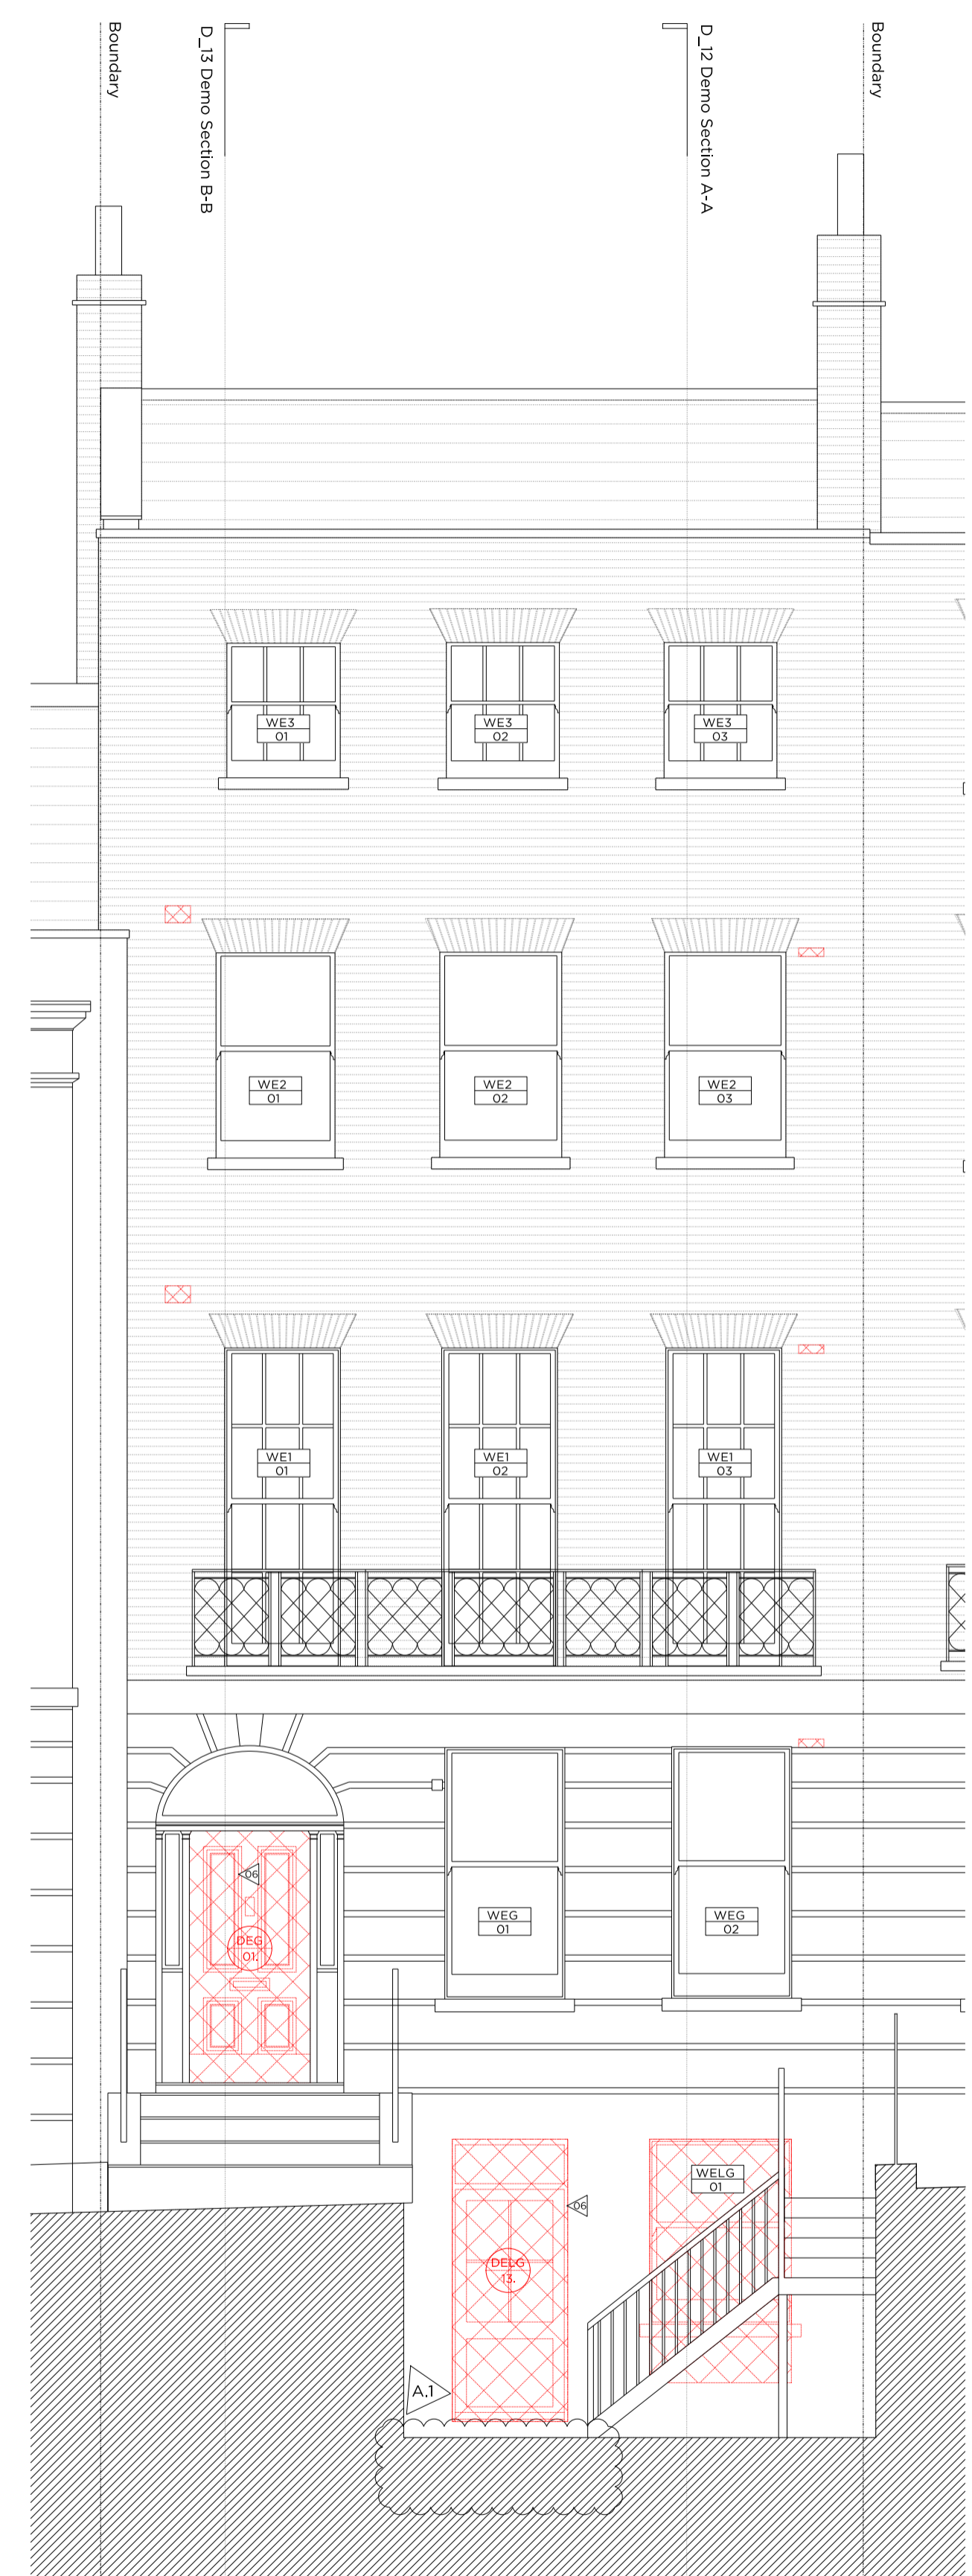 Boundary
D_13 Demo Section B-B
D_12 Demo Section A-A
Boundary
WE3
01
WE3
02
WE3
03
WE2
01
WE2
02
WE2
03
WE1
01
WE1
02
WE1
03
06
DEG
01.
WEG
01
WEG
02
WELG
01
06
DELG
13.
A.1